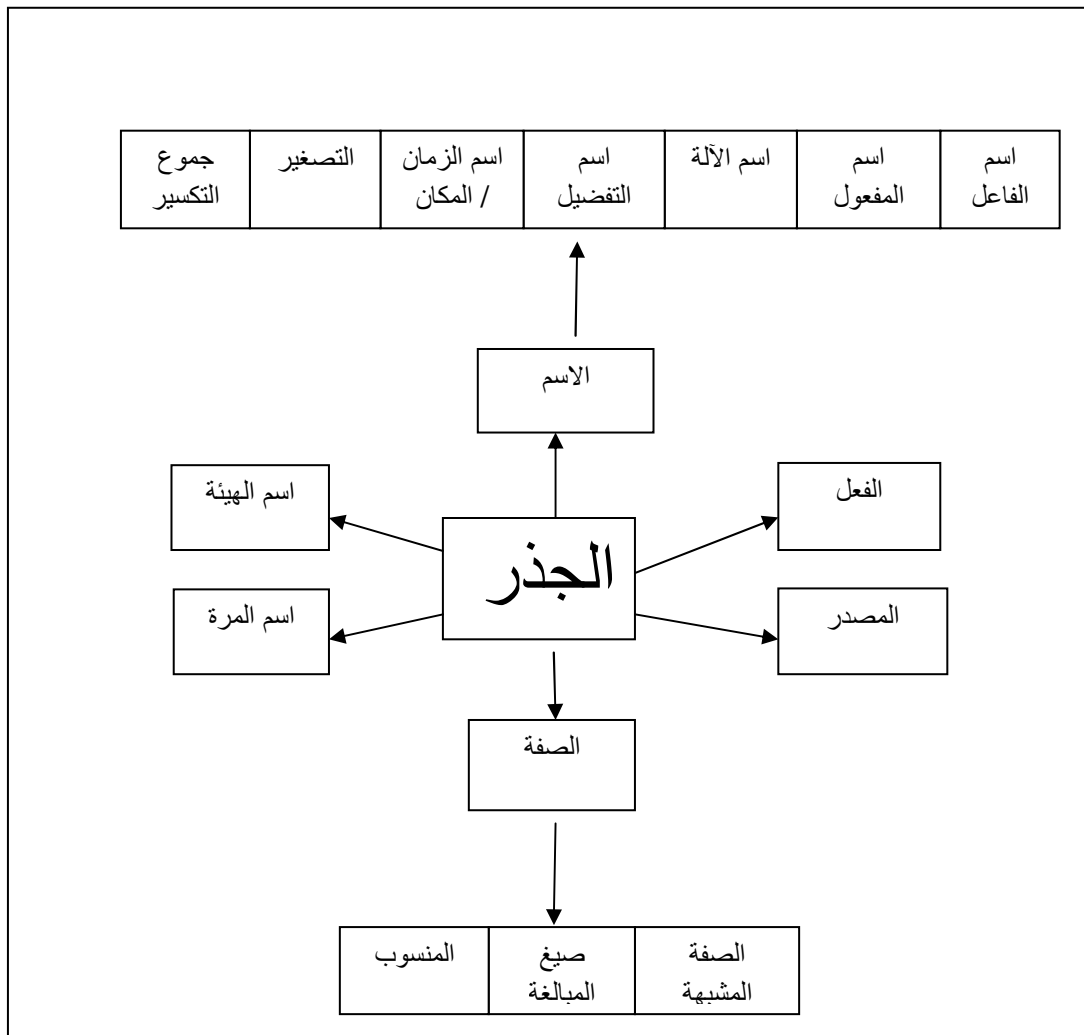 اسم
الفاعل
اسم
المفعول
اسم الآلة
اسم
التفضيل
اسم الزمان
/ المكان
التصغير
جموع
التكسير
الاسم
الفعل
اسم الهيئة
الجذر
المصدر
اسم المرة
الصفة
الصفة
المشبهة
صيغ
المبالغة
المنسوب